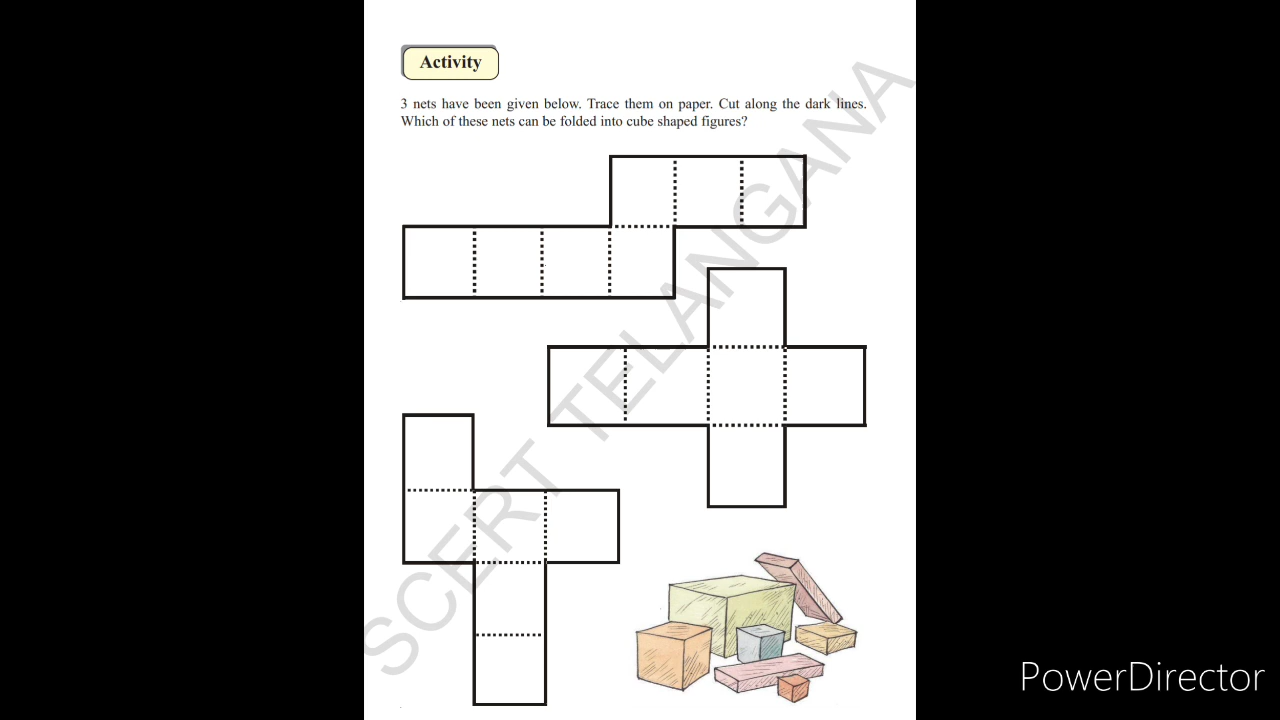 Activity
3 nets have been given below. Trace them on paper. Cut along the dark lines.
Which of these nets can be folded into cube shaped figures?
SCERT TELANGANA
PowerDirector